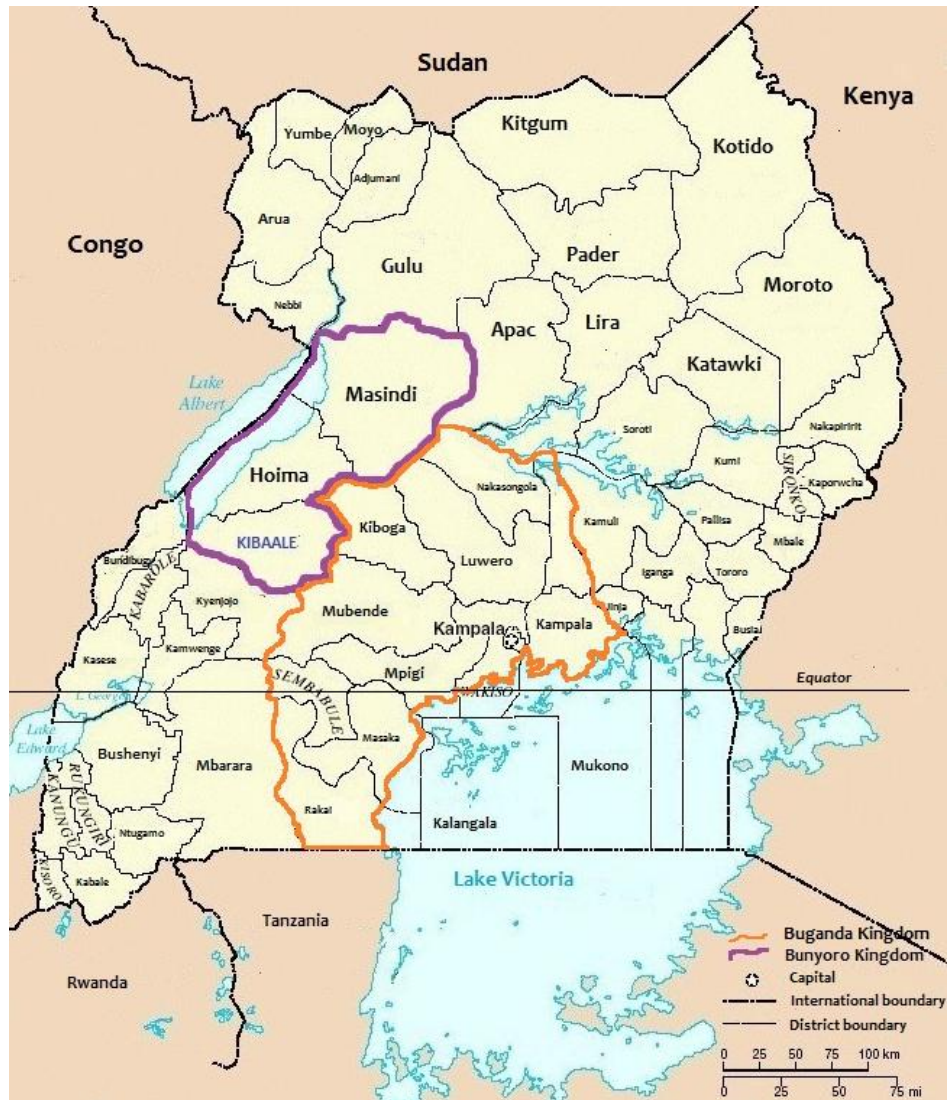 Sudan
Kenya
Kitgum
Yumbe
Moyo
Kotido
Adjumani
Arua
Congo
Pader
Gulu
Moroto
Nebbi
Apac
Lira
Katawki
Lake
Albert
Masindi
Nakapiririt
Soroti
Kumi
SIRONKO
Hoima
Kaporwcha
Nakasongola
Kiboga
Kamuli
Pallisa
KIBAALE
Mbale
Bundibugu
Luwero
Iganga
Tororo
KABAROLE
Kyenjojo
Mubende
Jinja
Kampala
Kampala
Busiai
Kamwenge
Kasese
Mpigi
SEMBABULE
Equator
L. George
WAKISO
Lake
Edward
Masaka
Bushenyi
Mbarara
Mukono
RUKUNGIRI
KANUNGU
Rakai
Kalangala
Ntugamo
KISORO
Kabale
Lake Victoria
Tanzania
Rwanda
Buganda Kingdom
Bunyoro Kingdom
Capital
International boundary
District boundary
0 25 50 75 100 km
0 25 50 75 mi